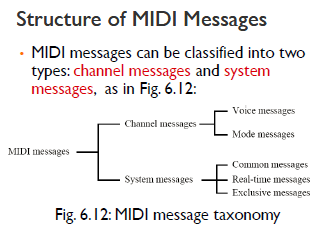 Structure of MIDI Messages
• MIDI messages can be classified into two
types: channel messages and system
messages, as in Fig. 6.12:
Voice messages
Channel messages
Mode messages
MIDI messages
Common messages
System messages
Real-time messages
Exclusive messages
Fig. 6.12: MIDI message taxonomy